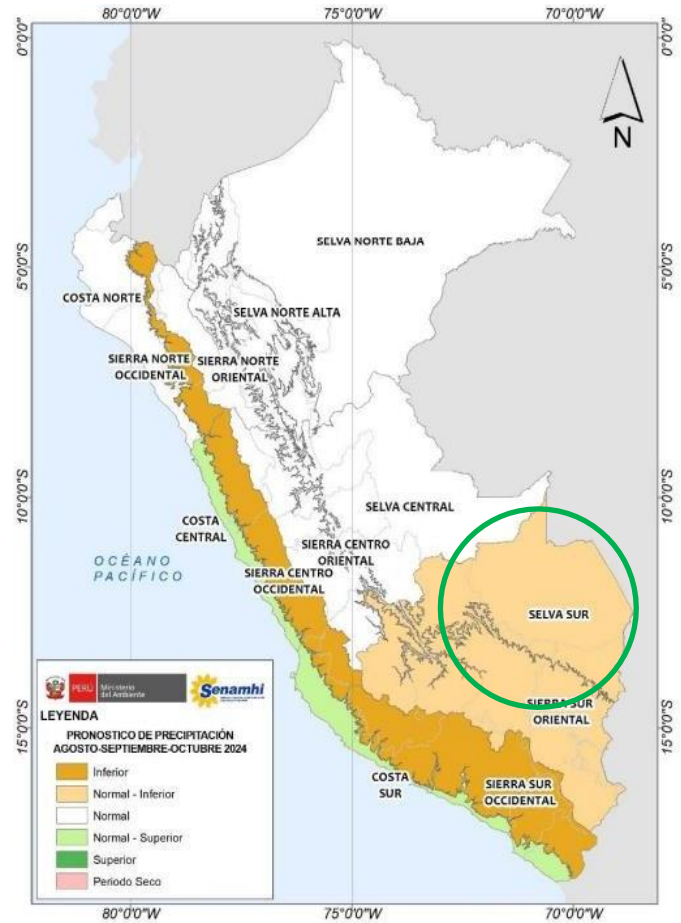 80°0'0"W 75°0'0"W 70°0'0"W
0°0'0"
0°0'0"
N
SELVA NORTE BAJA
5°0'0"S
5°0'0"S
COSTA NORTE
SELVA NORTE ALTA
SIERRA NORTE
OCCIDENTAL
SIERRA NORTE
ORIENTAL
10°0'0"S
10°0'0"S
SELVA CENTRAL
COSTA
CENTRAL
SIERRA CENTRO
ORIENTAL
OCÉANO
PACÍFICO
SIERRA CENTRO
OCCIDENTAL
SELVA SUR
PERÚ Ministerio
del Ambiente
Senamhi
LEYENDA
SIERRA SUR
ORIENTAL
15°0'0"S
15°0'0"S
PRONOSTICO DE PRECIPITACIÓN
AGOSTO-SEPTIEMBRE-OCTUBRE 2024
Inferior
Normal - Inferior
Normal
Normal - Superior
Superior
Periodo Seco
COSTA
SUR
SIERRA SUR
OCCIDENTAL
80°0'0"W 75°0'0"W 70°0'0"W